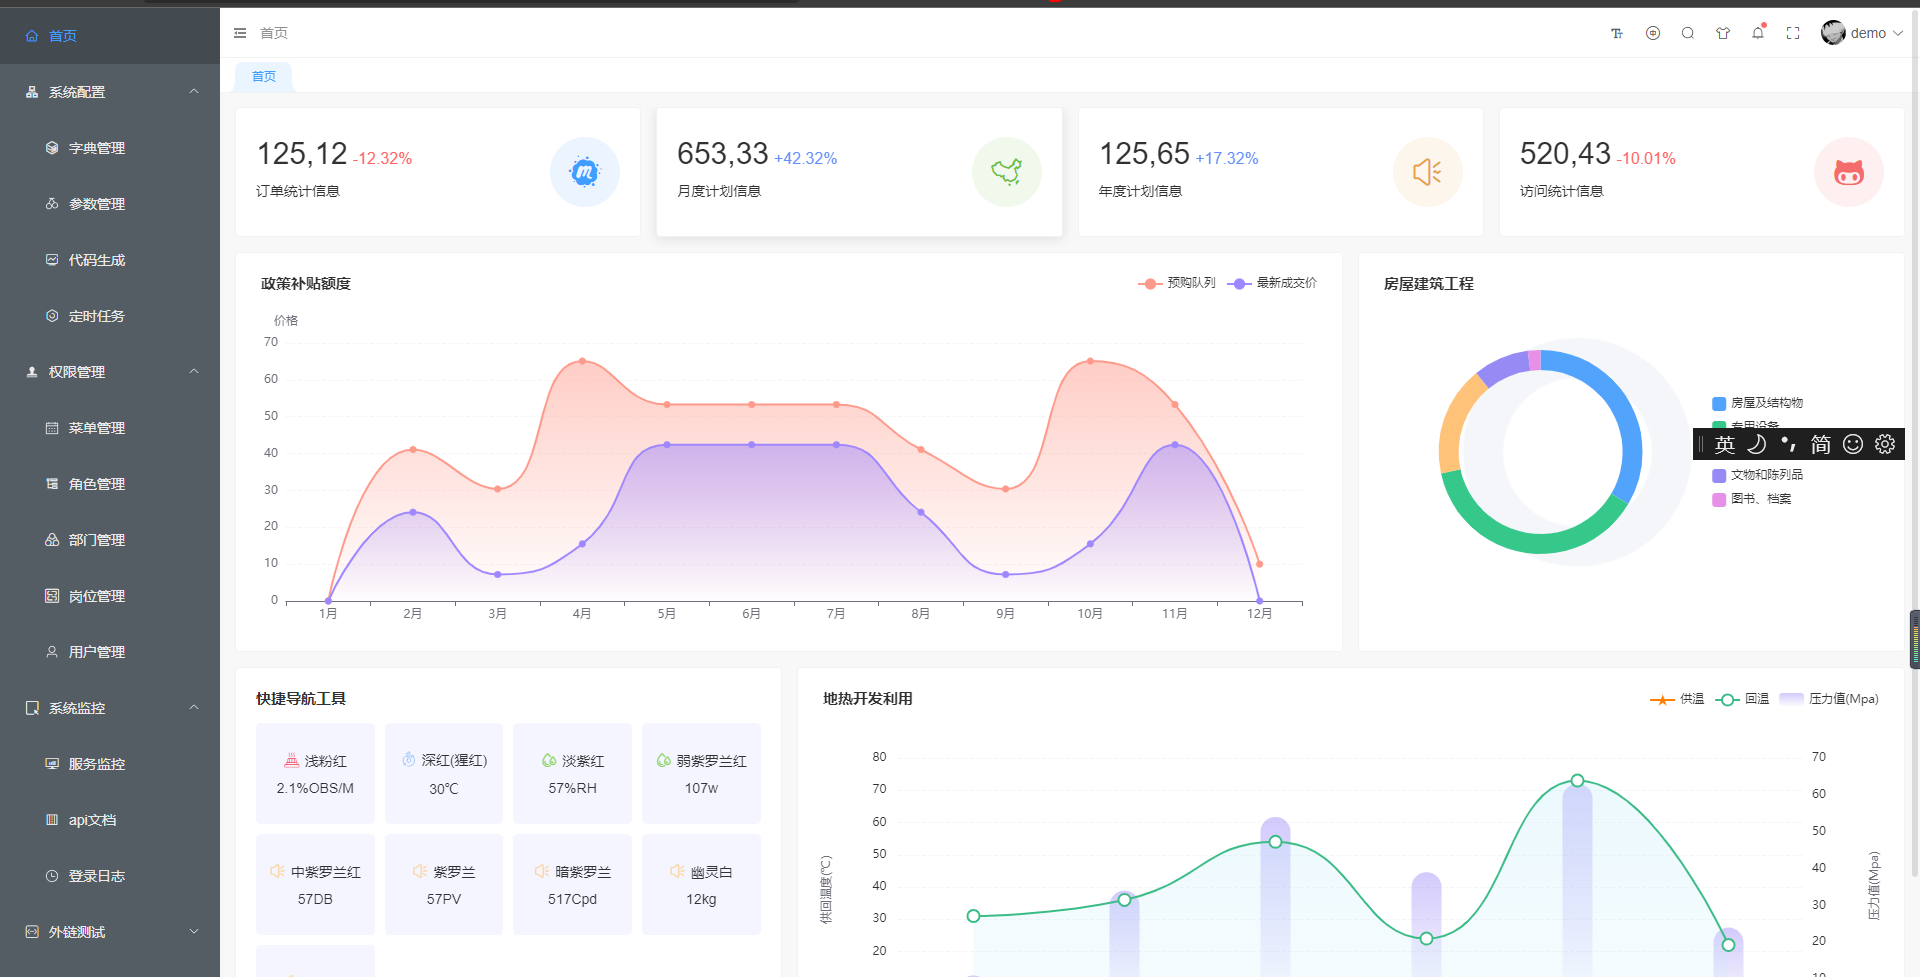 首页
系统配置
字典管理
参数管理
代码生成
定时任务
权限管理
菜单管理
角色管理
部门管理
岗位管理
用户管理
系统监控
服务监控
api文档
登录日志
外链测试
首页
demo
首页
125,12 -12.32%
订单统计信息
653,33 +42.32%
月度计划信息
125,65 +17.32%
年度计划信息
520,43 -10.01%
访问统计信息
政策补贴额度
预购队列 最新成交价
价格
70
60
50
40
30
20
10
0
1月 2月 3月 4月 5月 6月 7月 8月 9月 10月 11月 12月
房屋建筑工程
房屋及结构物
英 简
文物和陈列品
图书、档案
快捷导航工具
浅粉红
2.1%OBS/M
深红(猩红)
30℃
淡紫红
57%RH
弱紫罗兰红
107w
中紫罗兰红
57DB
紫罗兰
57PV
暗紫罗兰
517Cpd
幽灵白
12kg
地热开发利用
供温 回温 压力值(Mpa)
供回温度(℃)
80
70
60
50
40
30
20
70
60
50
40
30
20
压力值(Mpa)